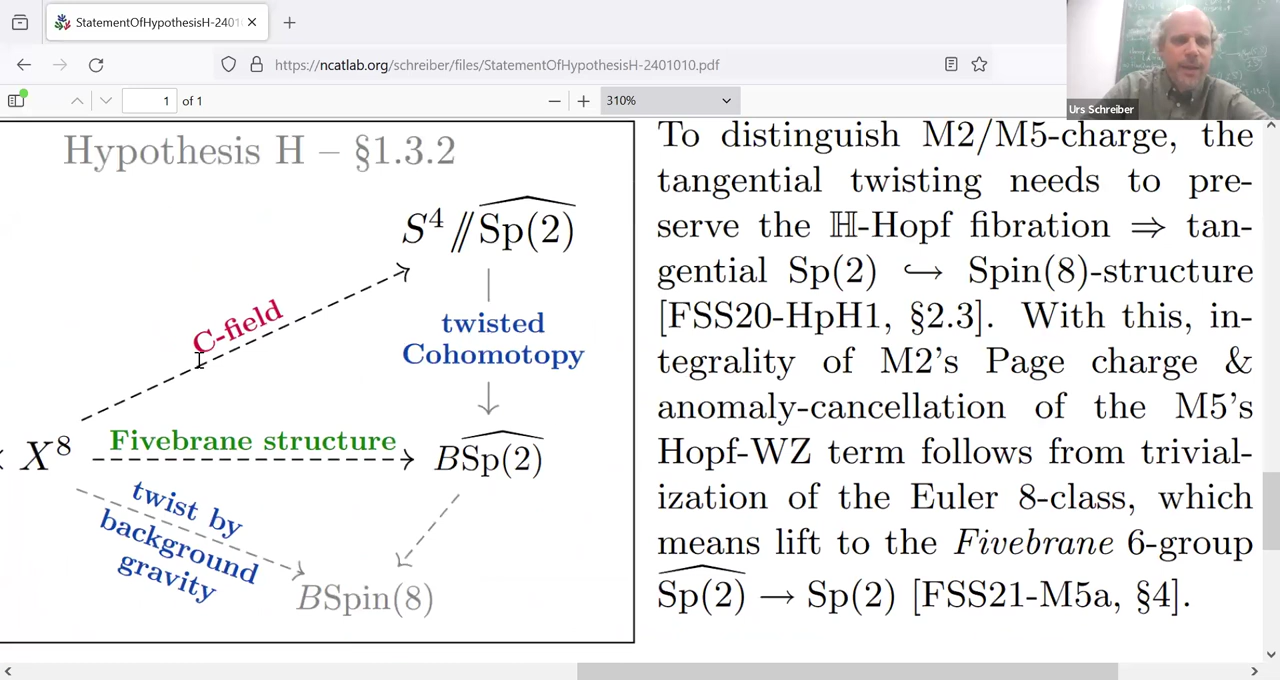 StatementOfHypothesisH-2401010
https://ncatlab.org/schreiber/files/StatementOfHypothesisH-2401010.pdf
1 of 1
310%
Urs Schreiber
Hypothesis H – §1.3.2
S⁴ ⫽ \widehat{Sp(2)}
C-field
twisted
Cohomotopy
Fivebrane structure
X⁸
B\widehat{Sp(2)}
twist by
background
gravity
BSpin(8)
To distinguish M2/M5-charge, the
tangential twisting needs to pre-
serve the ℍ-Hopf fibration ⇒ tan-
gential Sp(2) ↪ Spin(8)-structure
[FSS20-HpH1, §2.3]. With this, in-
tegrality of M2's Page charge &
anomaly-cancellation of the M5's
Hopf-WZ term follows from trivial-
ization of the Euler 8-class, which
means lift to the Fivebrane 6-group
\widehat{Sp(2)} → Sp(2) [FSS21-M5a, §4].